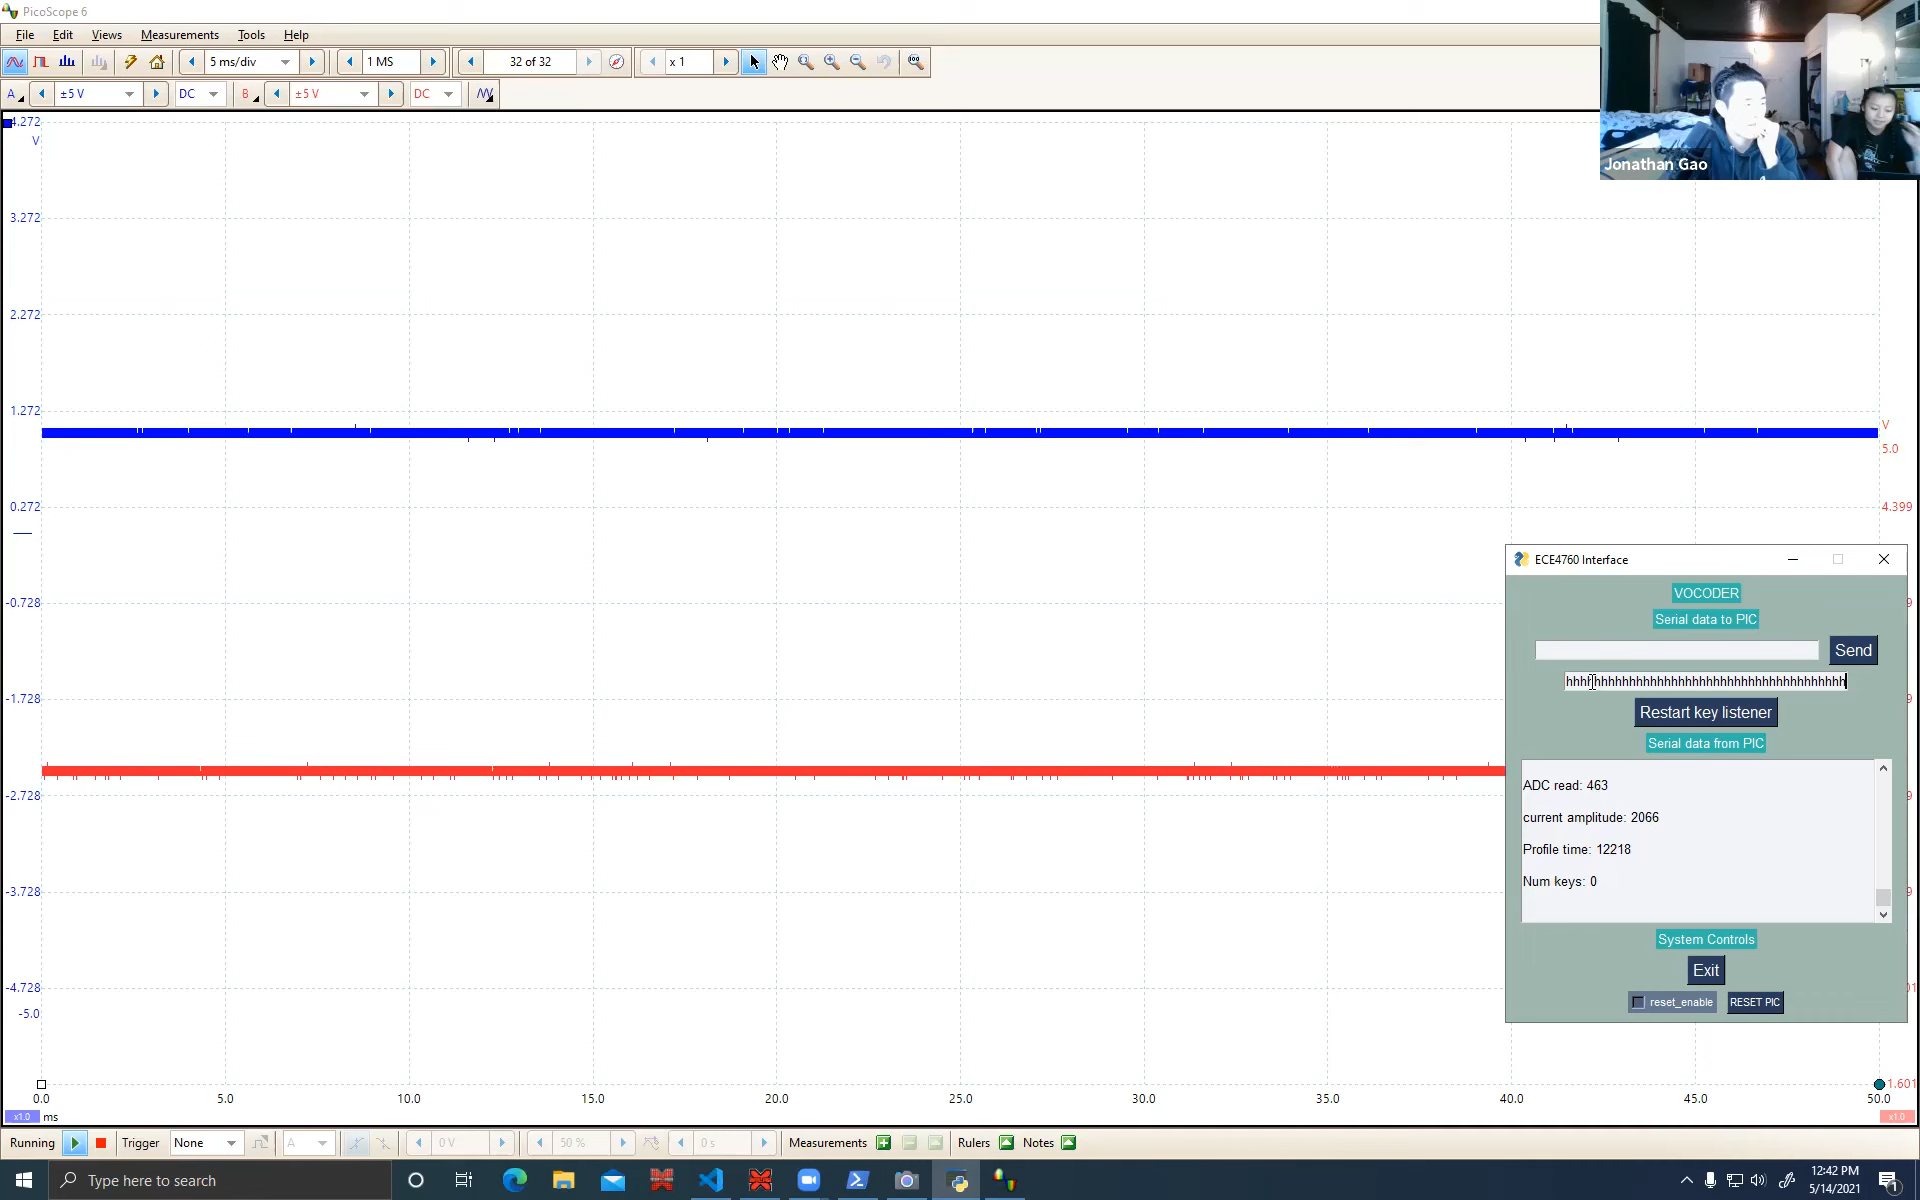 PicoScope 6
File Edit Views Measurements Tools Help
5 ms/div 1 MS 32 of 32 x 1
A ±5 V DC B ±5 V DC
Jonathan Gao
4.272
V
3.272
2.272
1.272
V
5.0
0.272
4.399
-0.728
-1.728
-2.728
-3.728
-4.728
-5.0
ECE4760 Interface
VOCODER
Serial data to PIC
Send
Restart key listener
Serial data from PIC
ADC read: 463
current amplitude: 2066
Profile time: 12218
Num keys: 0
System Controls
Exit
reset_enable RESET PIC
1.601
0.0 5.0 10.0 15.0 20.0 25.0 30.0 35.0 40.0 45.0 50.0
x1.0 ms x1.0
Running Trigger None A 0 V 50 % 0 s Measurements Rulers Notes
Type here to search
12:42 PM
5/14/2021
1